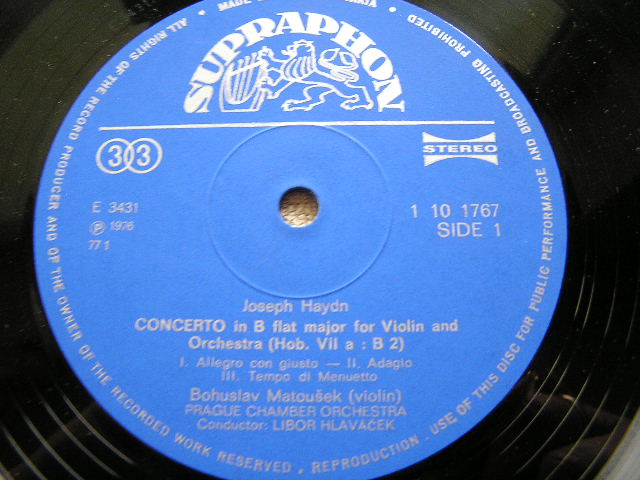 ALL RIGHTS OF THE RECORD PRODUCER AND OF THE OWNER OF THE RECORDED WORK RESERVED . REPRODUCTION . USE OF THIS DISC FOR PUBLIC PERFORMANCE AND BROADCASTING PROHIBITED
MADE
SUPRAPHON
33
STEREO
E 3431
Ⓟ 1976
77 1
1 10 1767
SIDE 1
Joseph Haydn
CONCERTO in B flat major for Violin and
Orchestra (Hob. VII a : B 2)
I. Allegro con giusto — II. Adagio
III. Tempo di Menuetto
Bohuslav Matoušek (violin)
PRAGUE CHAMBER ORCHESTRA
Conductor: LIBOR HLAVÁČEK